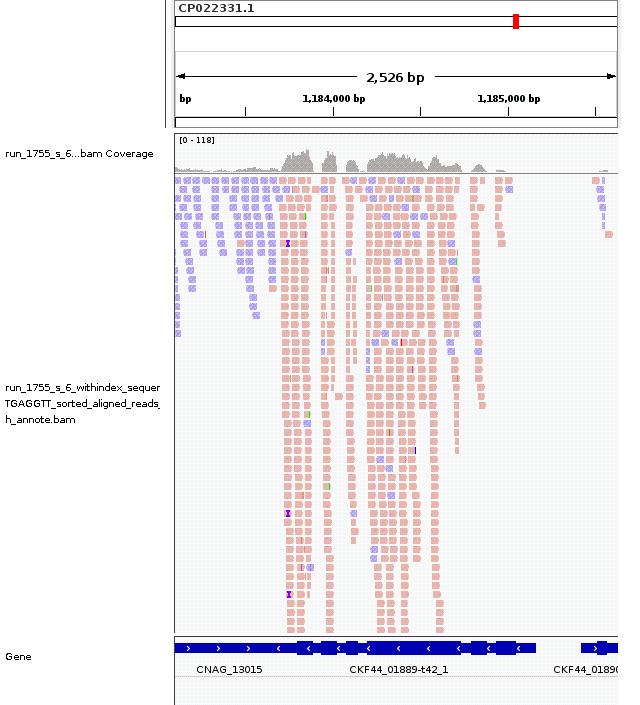 CP022331.1
2,526 bp
bp 1,184,000 bp 1,185,000 bp
[0 - 118]
run_1755_s_6...bam Coverage
run_1755_s_6_withindex_sequer
TGAGGTT_sorted_aligned_reads_
h_annote.bam
Gene
CNAG_13015 CKF44_01889-t42_1 CKF44_01890